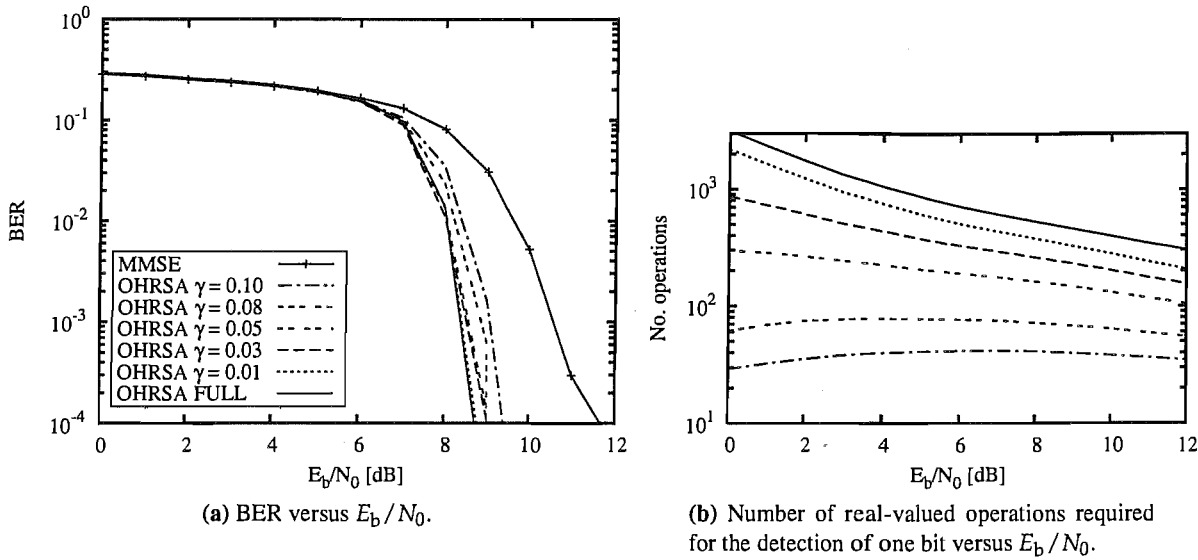 10^0
10^-1
10^-2
10^-3
10^-4
BER
MMSE
OHRSA γ = 0.10
OHRSA γ = 0.08
OHRSA γ = 0.05
OHRSA γ = 0.03
OHRSA γ = 0.01
OHRSA FULL
0 2 4 6 8 10 12
E_b/N_0 [dB]
(a) BER versus E_b/N_0.
10^3
10^2
10^1
No. operations
0 2 4 6 8 10 12
E_b/N_0 [dB]
(b) Number of real-valued operations required
for the detection of one bit versus E_b/N_0.